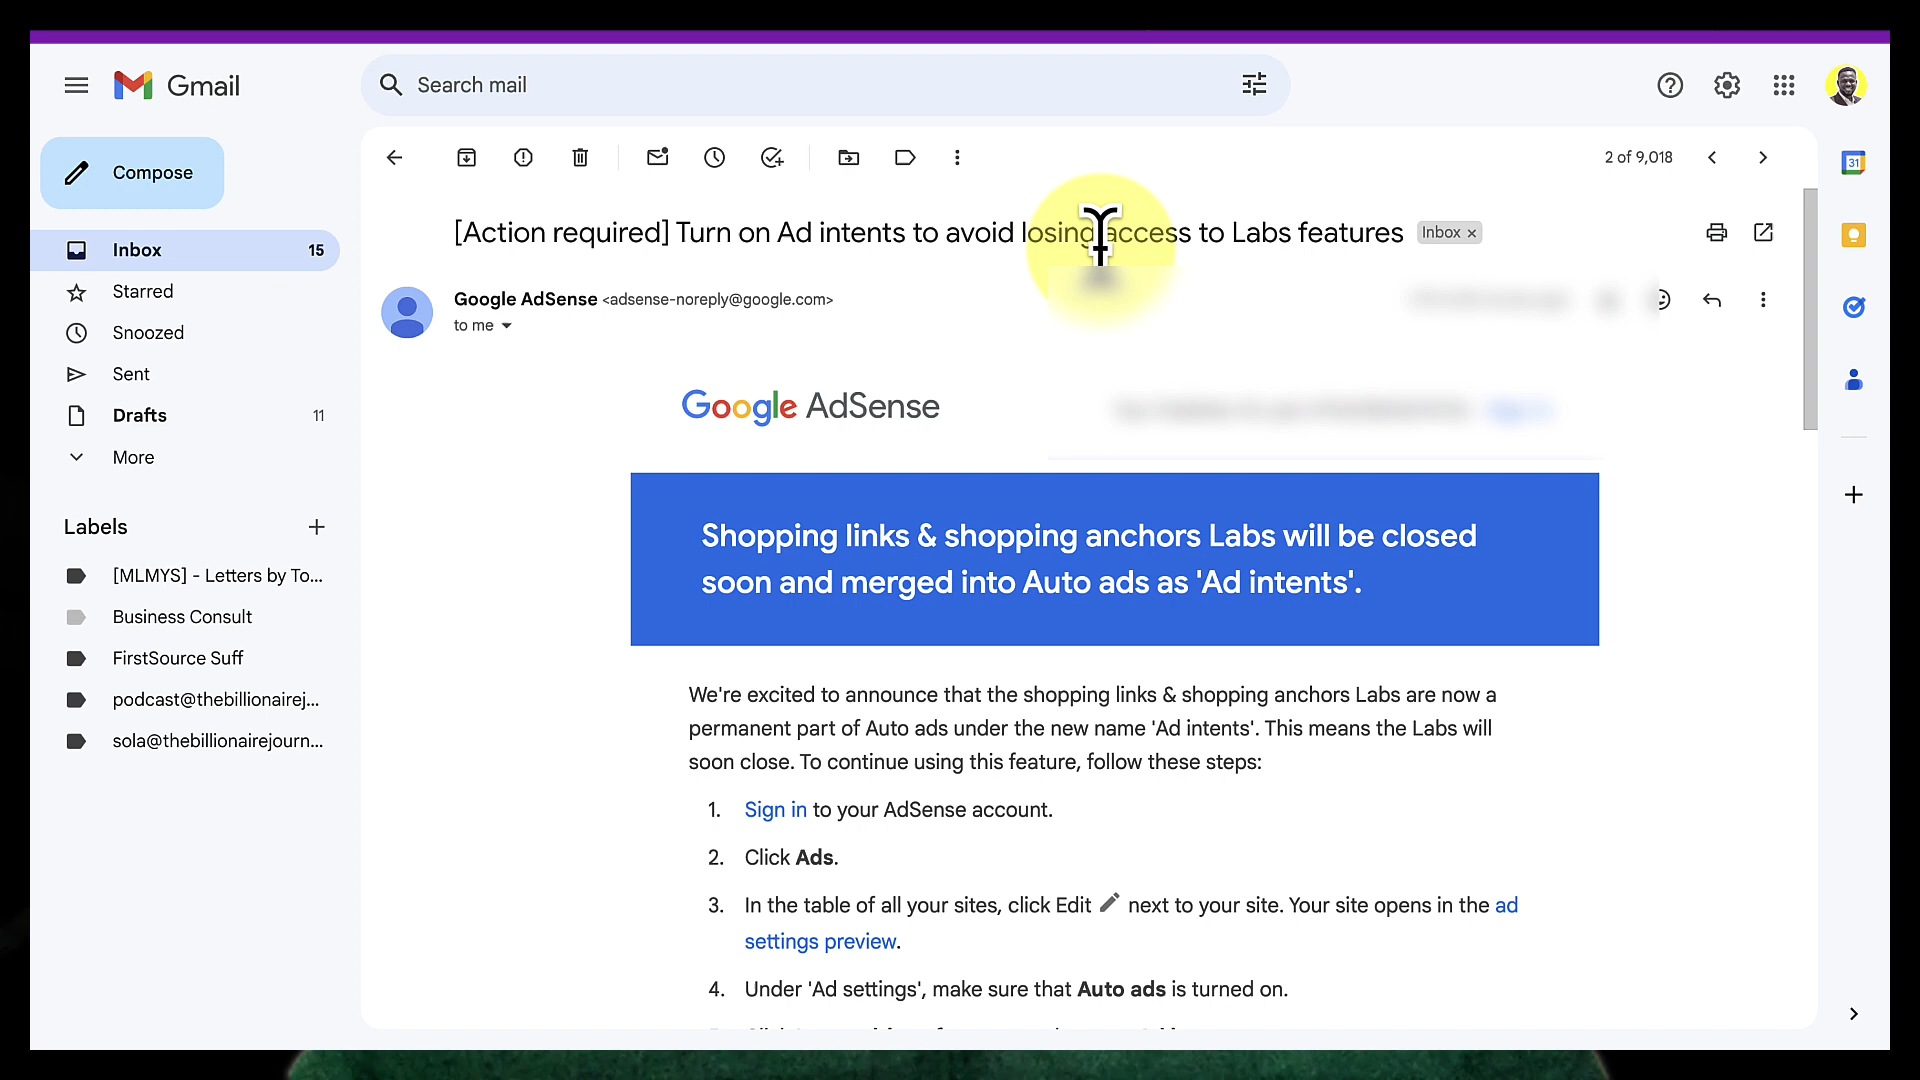 Gmail
Search mail
Compose
2 of 9,018
[Action required] Turn on Ad intents to avoid losing access to Labs features
Inbox ×
Inbox 15
Starred
Snoozed
Sent
Drafts 11
More
Labels
[MLMYS] - Letters by To...
Business Consult
FirstSource Suff
podcast@thebillionairej...
sola@thebillionairejourn...
Google AdSense <adsense-noreply@google.com>
to me
Google AdSense
Shopping links & shopping anchors Labs will be closed
soon and merged into Auto ads as 'Ad intents'.
We're excited to announce that the shopping links & shopping anchors Labs are now a
permanent part of Auto ads under the new name 'Ad intents'. This means the Labs will
soon close. To continue using this feature, follow these steps:
1. Sign in to your AdSense account.
2. Click Ads.
3. In the table of all your sites, click Edit next to your site. Your site opens in the ad
settings preview.
4. Under 'Ad settings', make sure that Auto ads is turned on.
31